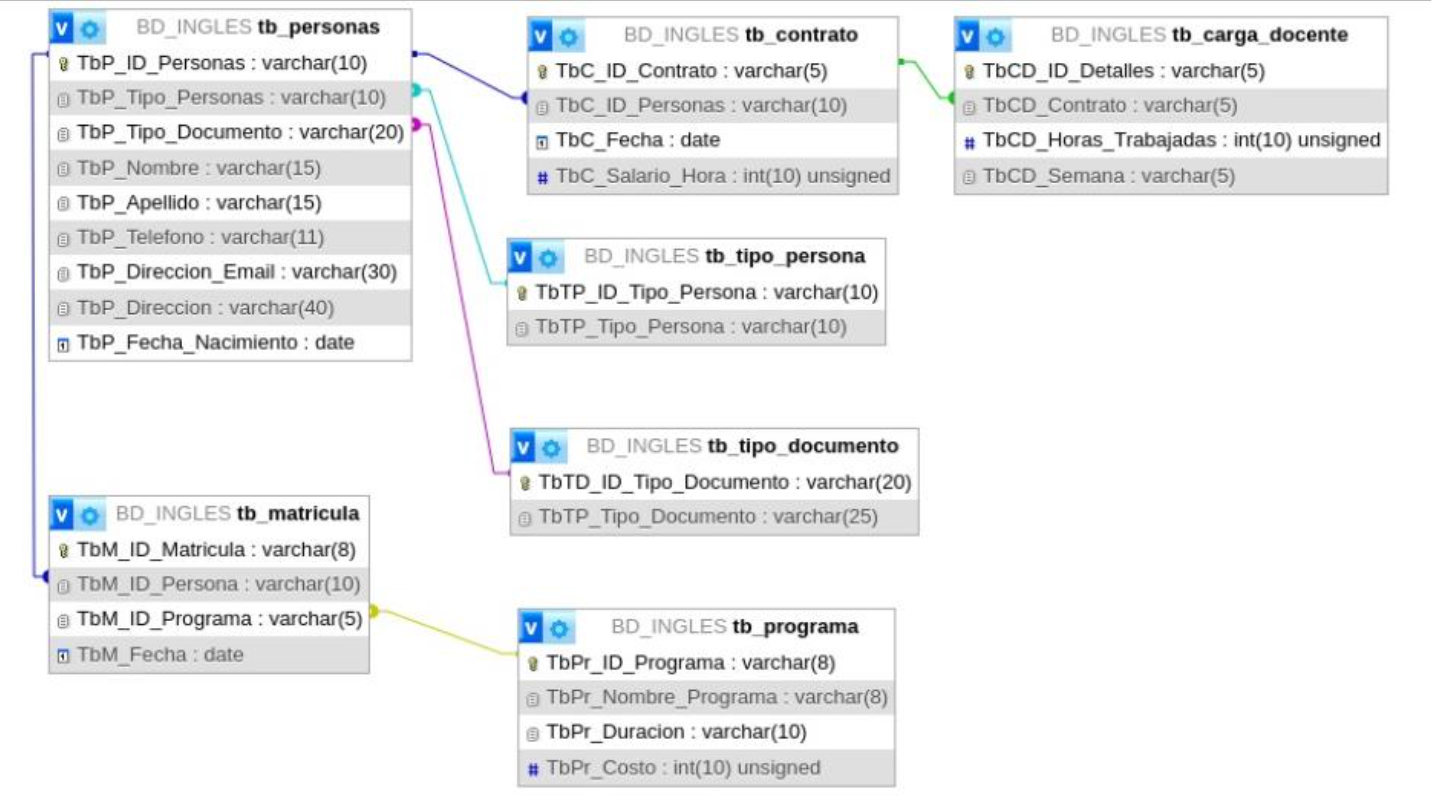 BD_INGLES tb_personas
TbP_ID_Personas : varchar(10)
TbP_Tipo_Personas : varchar(10)
TbP_Tipo_Documento : varchar(20)
TbP_Nombre : varchar(15)
TbP_Apellido : varchar(15)
TbP_Telefono : varchar(11)
TbP_Direccion_Email : varchar(30)
TbP_Direccion : varchar(40)
TbP_Fecha_Nacimiento : date
BD_INGLES tb_contrato
TbC_ID_Contrato : varchar(5)
TbC_ID_Personas : varchar(10)
TbC_Fecha : date
# TbC_Salario_Hora : int(10) unsigned
BD_INGLES tb_carga_docente
TbCD_ID_Detalles : varchar(5)
TbCD_Contrato : varchar(5)
# TbCD_Horas_Trabajadas : int(10) unsigned
TbCD_Semana : varchar(5)
BD_INGLES tb_tipo_persona
TbTP_ID_Tipo_Persona : varchar(10)
TbTP_Tipo_Persona : varchar(10)
BD_INGLES tb_tipo_documento
TbTD_ID_Tipo_Documento : varchar(20)
TbTP_Tipo_Documento : varchar(25)
BD_INGLES tb_matricula
TbM_ID_Matricula : varchar(8)
TbM_ID_Persona : varchar(10)
TbM_ID_Programa : varchar(5)
TbM_Fecha : date
BD_INGLES tb_programa
TbPr_ID_Programa : varchar(8)
TbPr_Nombre_Programa : varchar(8)
TbPr_Duracion : varchar(10)
# TbPr_Costo : int(10) unsigned